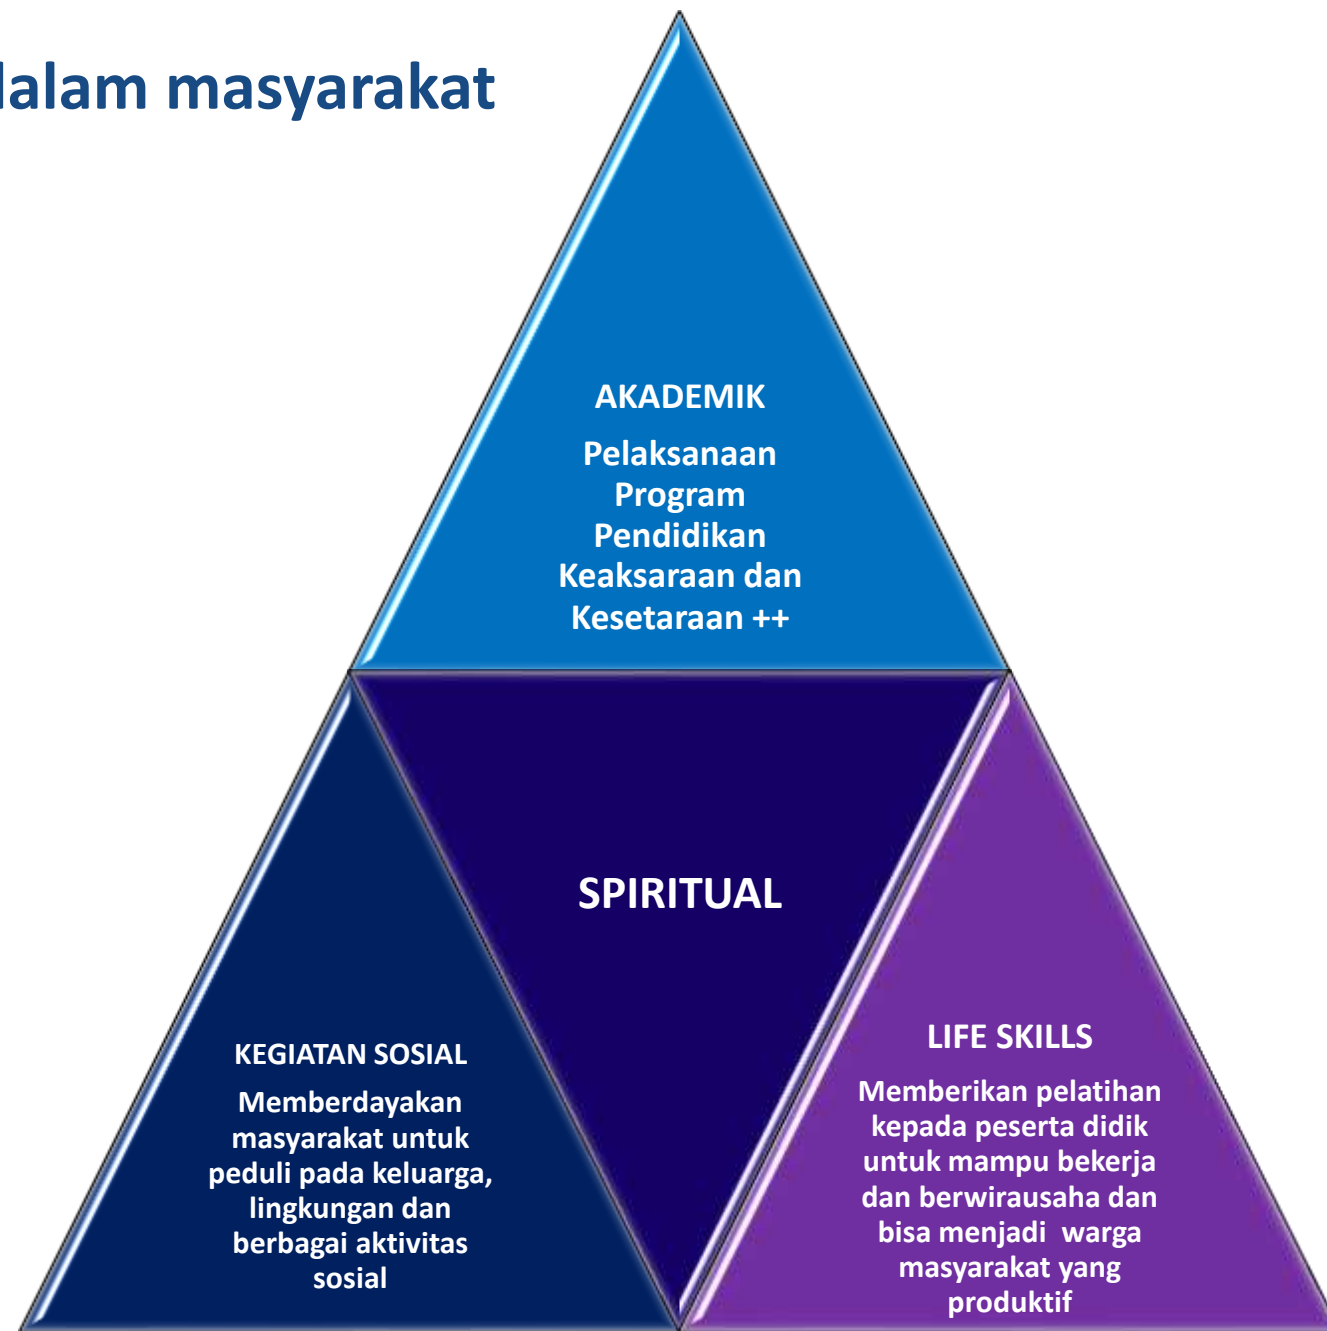 dalam masyarakat
AKADEMIK
Pelaksanaan
Program
Pendidikan
Keaksaraan dan
Kesetaraan ++
SPIRITUAL
KEGIATAN SOSIAL
Memberdayakan
masyarakat untuk
peduli pada keluarga,
lingkungan dan
berbagai aktivitas
sosial
LIFE SKILLS
Memberikan pelatihan
kepada peserta didik
untuk mampu bekerja
dan berwirausaha dan
bisa menjadi  warga
masyarakat yang
produktif